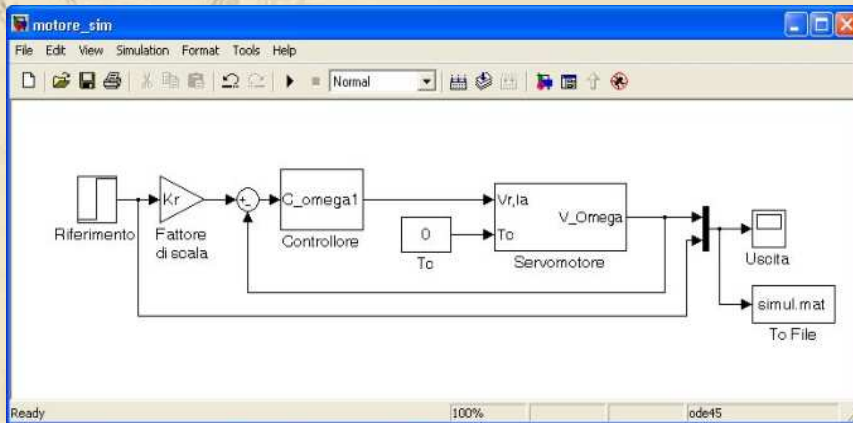 motore_sim
File Edit View Simulation Format Tools Help
Normal
Riferimento
Kr
Fattore
di scala
+
-
C_omega1
Controllore
0
Tc
Vr,Ia
Tc
V_Omega
Servomotore
Uscita
simul.mat
To File
Ready
100%
ode45